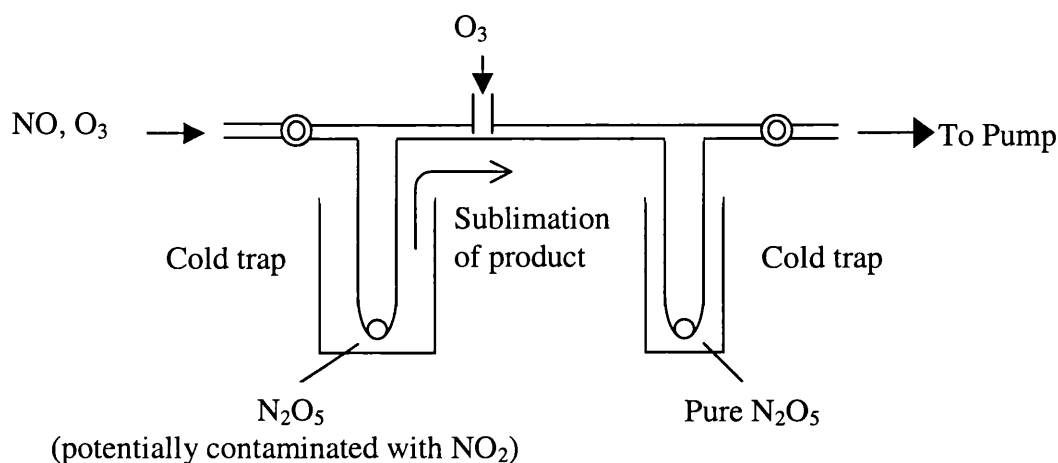 O₃
NO, O₃
To Pump
Sublimation
of product
Cold trap
Cold trap
N₂O₅
(potentially contaminated with NO₂)
Pure N₂O₅